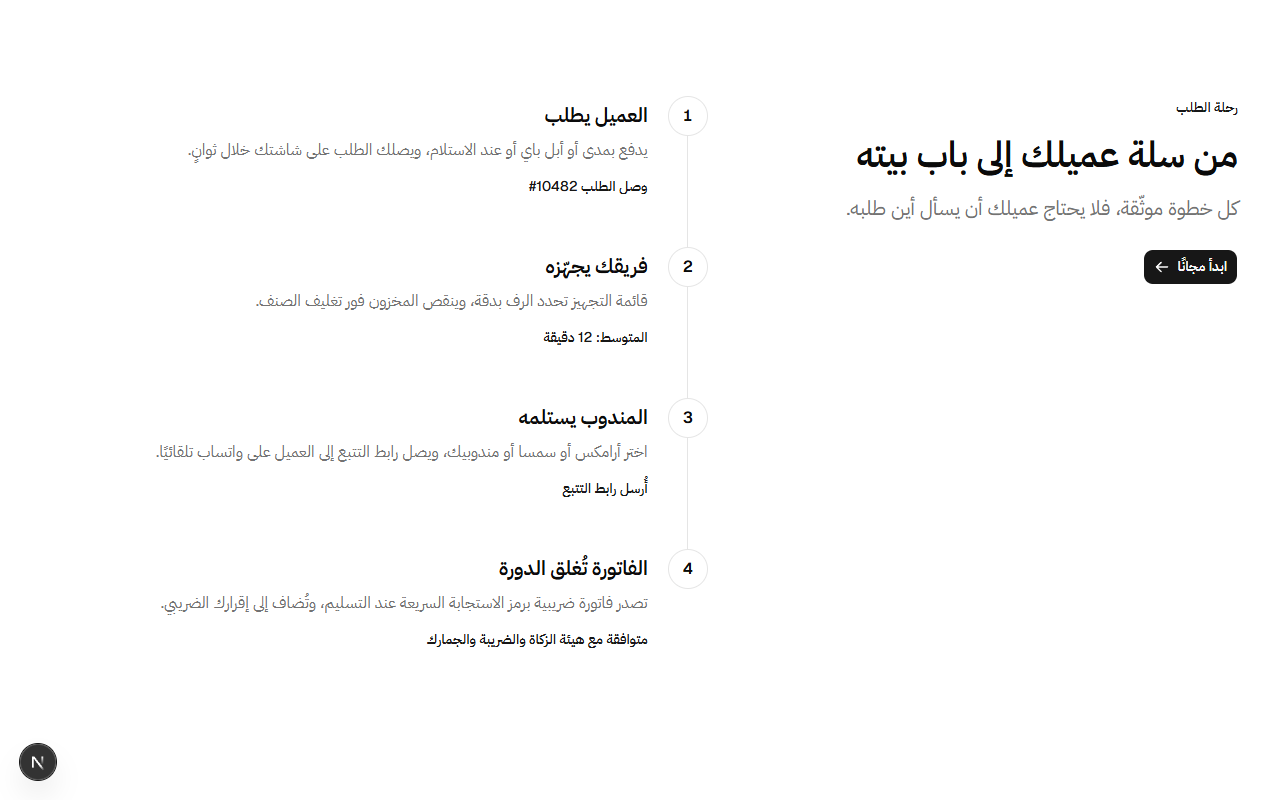 رحلة الطلب
من سلة عميلك إلى باب بيته
كل خطوة موثّقة، فلا يحتاج عميلك أن يسأل أين طلبه.
ابدأ مجانًا ←
1
العميل يطلب
يدفع بمدى أو أبل باي أو عند الاستلام، ويصلك الطلب على شاشتك خلال ثوانٍ.
وصل الطلب 10482#
2
فريقك يجهّزه
قائمة التجهيز تحدد الرف بدقة، وينقص المخزون فور تغليف الصنف.
المتوسط: 12 دقيقة
3
المندوب يستلمه
اختر أرامكس أو سمسا أو مندوبيك، ويصل رابط التتبع إلى العميل على واتساب تلقائيًا.
أُرسل رابط التتبع
4
الفاتورة تُغلق الدورة
تصدر فاتورة ضريبية برمز الاستجابة السريعة عند التسليم، وتُضاف إلى إقرارك الضريبي.
متوافقة مع هيئة الزكاة والضريبة والجمارك
N